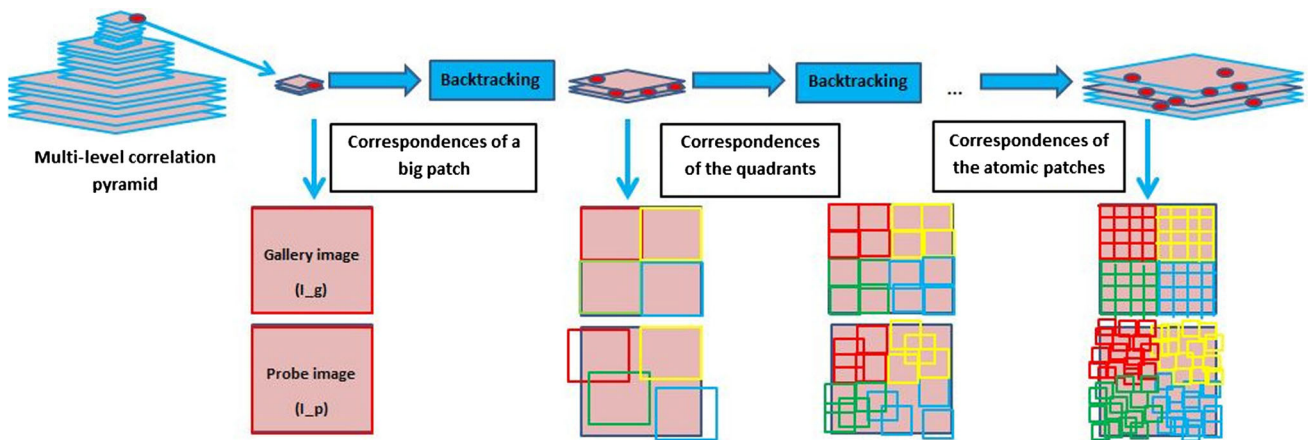 Backtracking
Backtracking
...
Multi-level correlation
pyramid
Correspondences of a
big patch
Correspondences
of the quadrants
Correspondences of
the atomic patches
Gallery image
(I_g)
Probe image
(I_p)